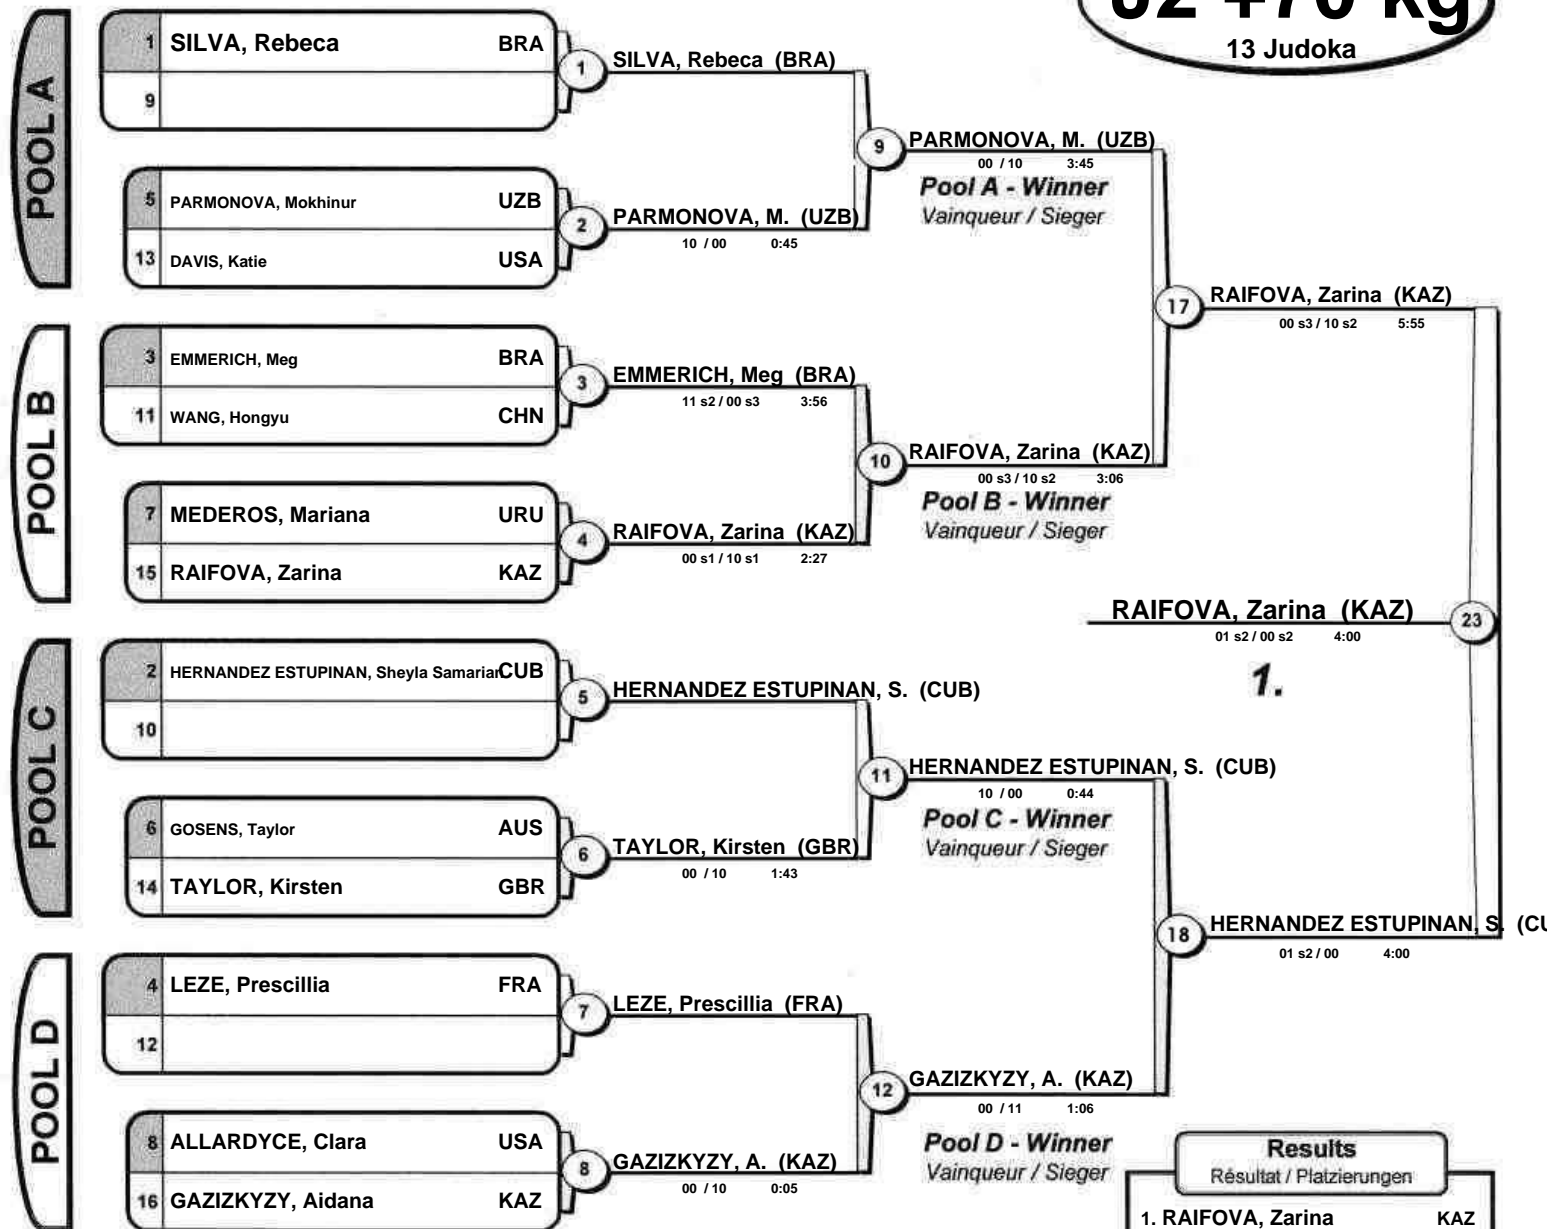 J2 +70 kg
13 Judoka
POOL A
1 SILVA, Rebeca BRA
9
1 SILVA, Rebeca (BRA)
5 PARMONOVA, Mokhinur UZB
13 DAVIS, Katie USA
2 PARMONOVA, M. (UZB)
10 / 00 0:45
9 PARMONOVA, M. (UZB)
00 / 10 3:45
Pool A - Winner
Vainqueur / Sieger
POOL B
3 EMMERICH, Meg BRA
11 WANG, Hongyu CHN
3 EMMERICH, Meg (BRA)
11 s2 / 00 s3 3:56
7 MEDEROS, Mariana URU
15 RAIFOVA, Zarina KAZ
4 RAIFOVA, Zarina (KAZ)
00 s1 / 10 s1 2:27
10 RAIFOVA, Zarina (KAZ)
00 s3 / 10 s2 3:06
Pool B - Winner
Vainqueur / Sieger
17 RAIFOVA, Zarina (KAZ)
00 s3 / 10 s2 5:55
RAIFOVA, Zarina (KAZ) 23
01 s2 / 00 s2 4:00
1.
POOL C
2 HERNANDEZ ESTUPINAN, Sheyla Samarian CUB
10
5 HERNANDEZ ESTUPINAN, S. (CUB)
6 GOSENS, Taylor AUS
14 TAYLOR, Kirsten GBR
6 TAYLOR, Kirsten (GBR)
00 / 10 1:43
11 HERNANDEZ ESTUPINAN, S. (CUB)
10 / 00 0:44
Pool C - Winner
Vainqueur / Sieger
18 HERNANDEZ ESTUPINAN, S. (CU
01 s2 / 00 4:00
POOL D
4 LEZE, Prescillia FRA
12
7 LEZE, Prescillia (FRA)
8 ALLARDYCE, Clara USA
16 GAZIZKYZY, Aidana KAZ
8 GAZIZKYZY, A. (KAZ)
00 / 10 0:05
12 GAZIZKYZY, A. (KAZ)
00 / 11 1:06
Pool D - Winner
Vainqueur / Sieger
Results
Résultat / Platzierungen
1. RAIFOVA, Zarina KAZ